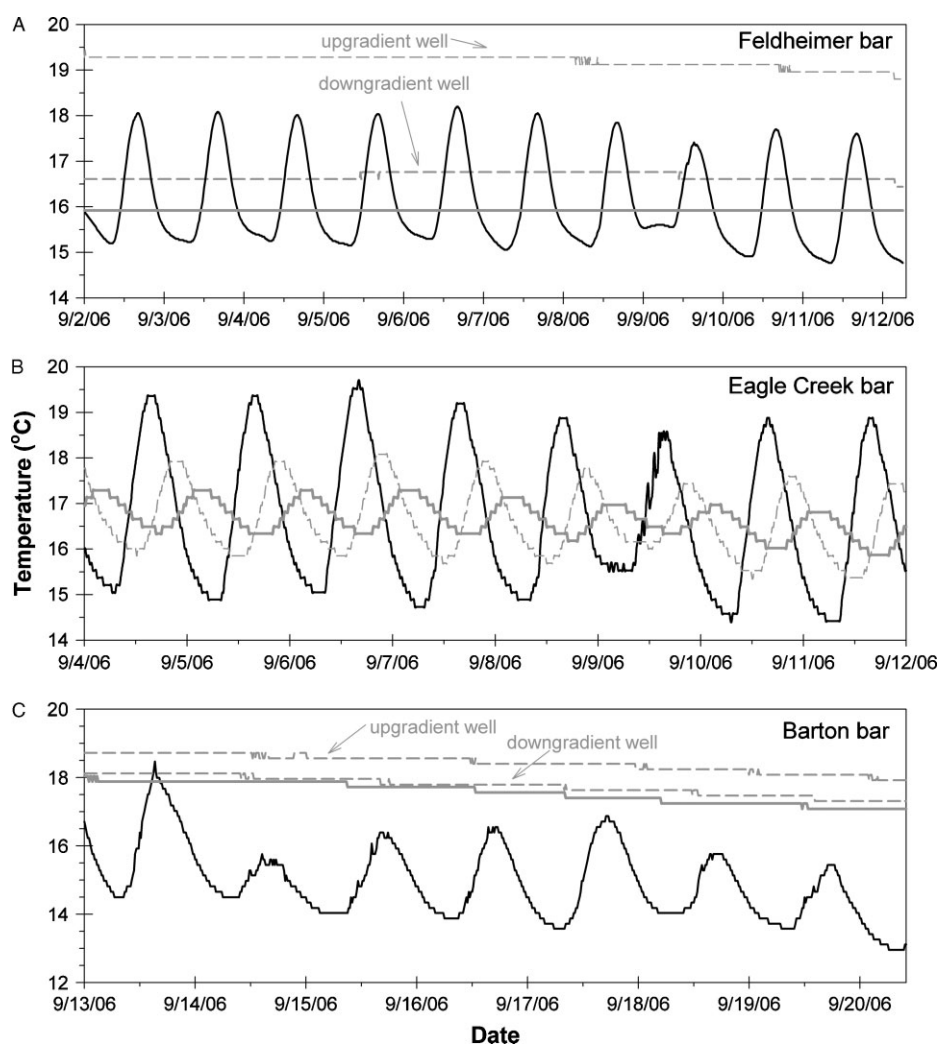 A
Feldheimer bar
20
19
18
17
16
15
14
upgradient well
downgradient well
9/2/06 9/3/06 9/4/06 9/5/06 9/6/06 9/7/06 9/8/06 9/9/06 9/10/06 9/11/06 9/12/06
B
Eagle Creek bar
20
19
18
17
16
15
14
Temperature (°C)
9/4/06 9/5/06 9/6/06 9/7/06 9/8/06 9/9/06 9/10/06 9/11/06 9/12/06
C
Barton bar
20
18
16
14
12
upgradient well
downgradient well
9/13/06 9/14/06 9/15/06 9/16/06 9/17/06 9/18/06 9/19/06 9/20/06
Date